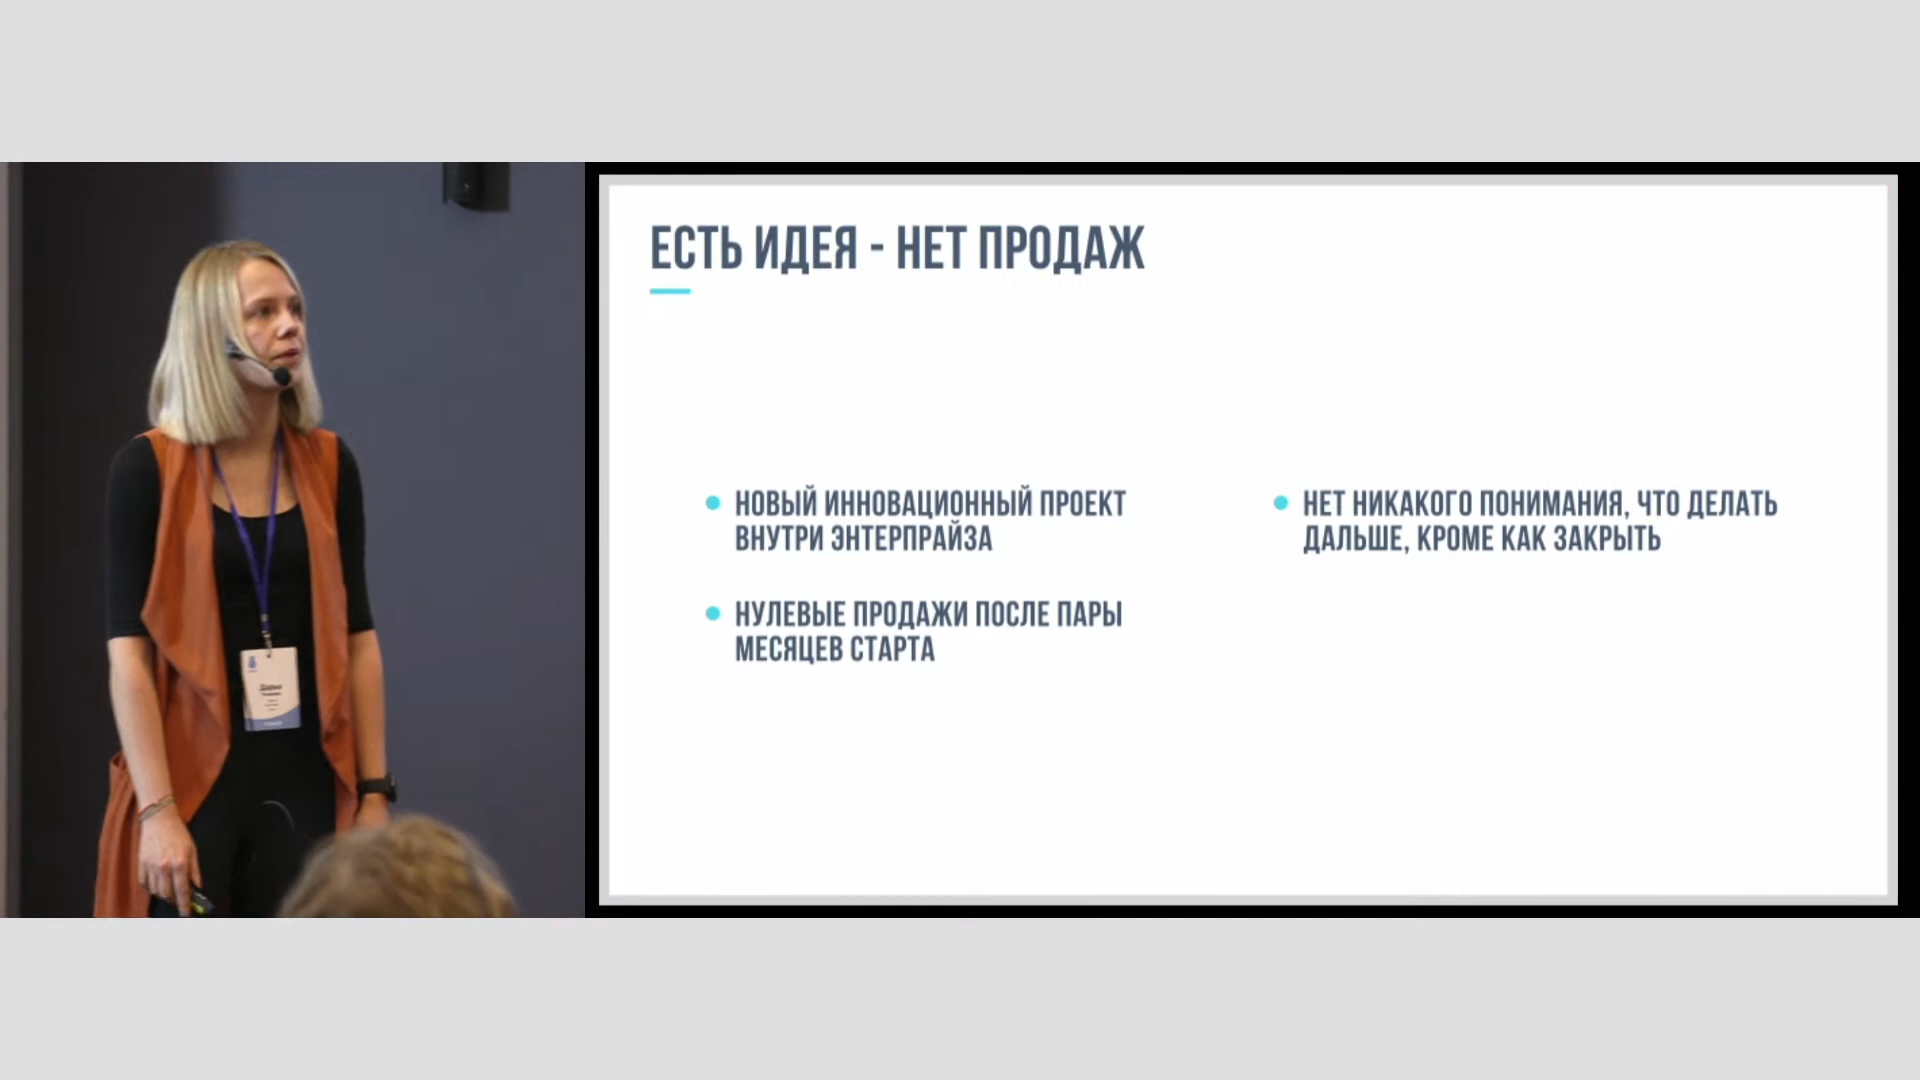 ЕСТЬ ИДЕЯ - НЕТ ПРОДАЖ
НОВЫЙ ИННОВАЦИОННЫЙ ПРОЕКТ
ВНУТРИ ЭНТЕРПРАЙЗА
НУЛЕВЫЕ ПРОДАЖИ ПОСЛЕ ПАРЫ
МЕСЯЦЕВ СТАРТА
НЕТ НИКАКОГО ПОНИМАНИЯ, ЧТО ДЕЛАТЬ
ДАЛЬШЕ, КРОМЕ КАК ЗАКРЫТЬ
Дарья